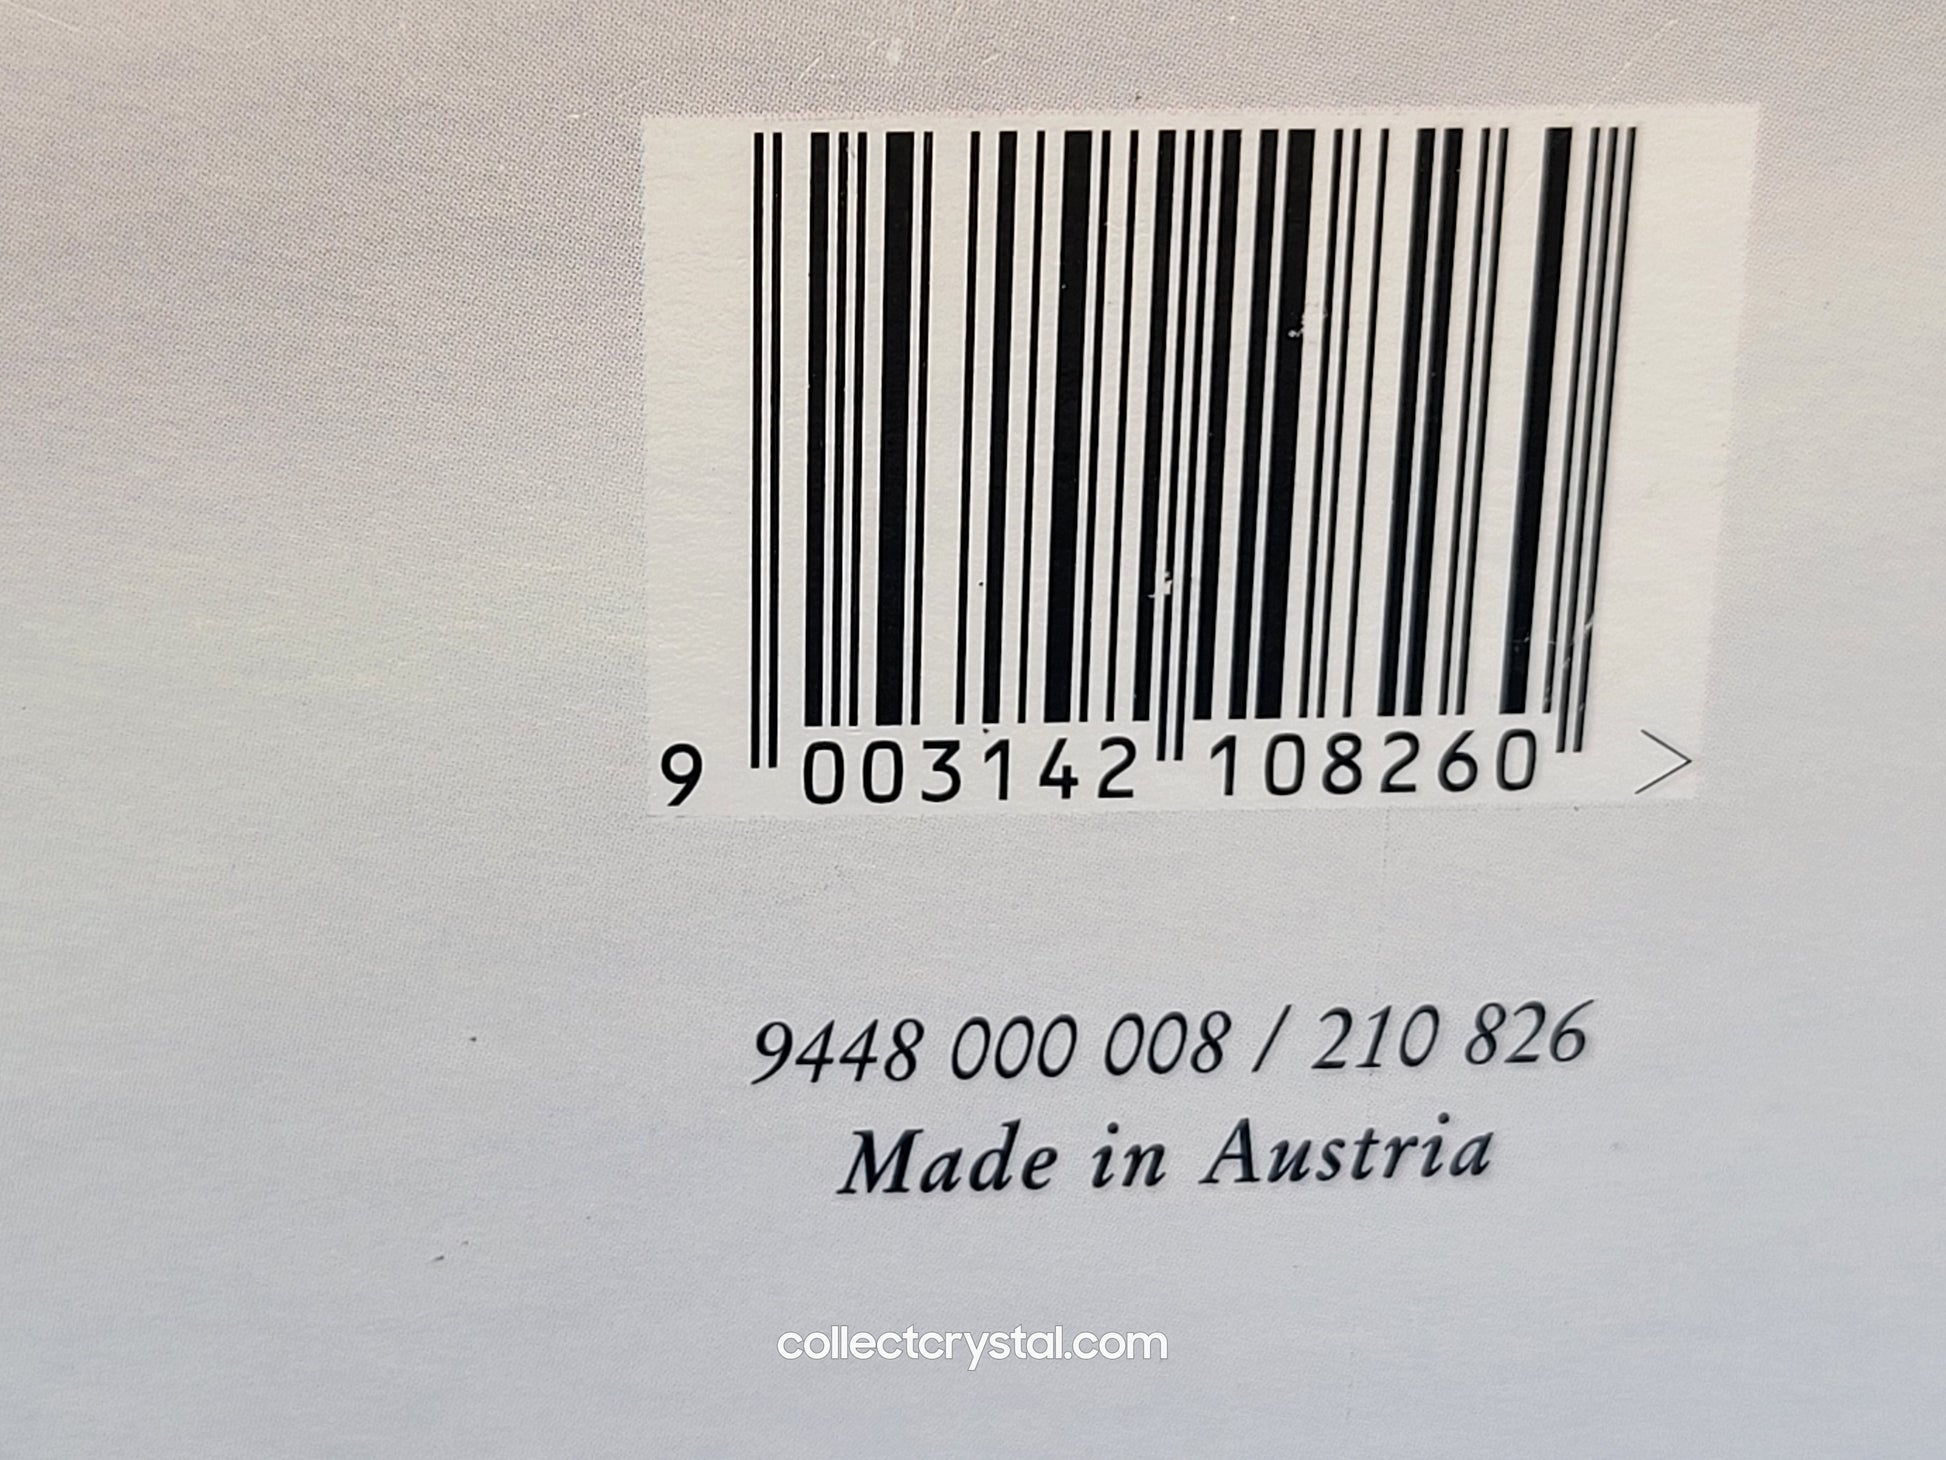 9 003142 108260 >
9448 000 008 / 210 826
Made in Austria
collectcrystal.com